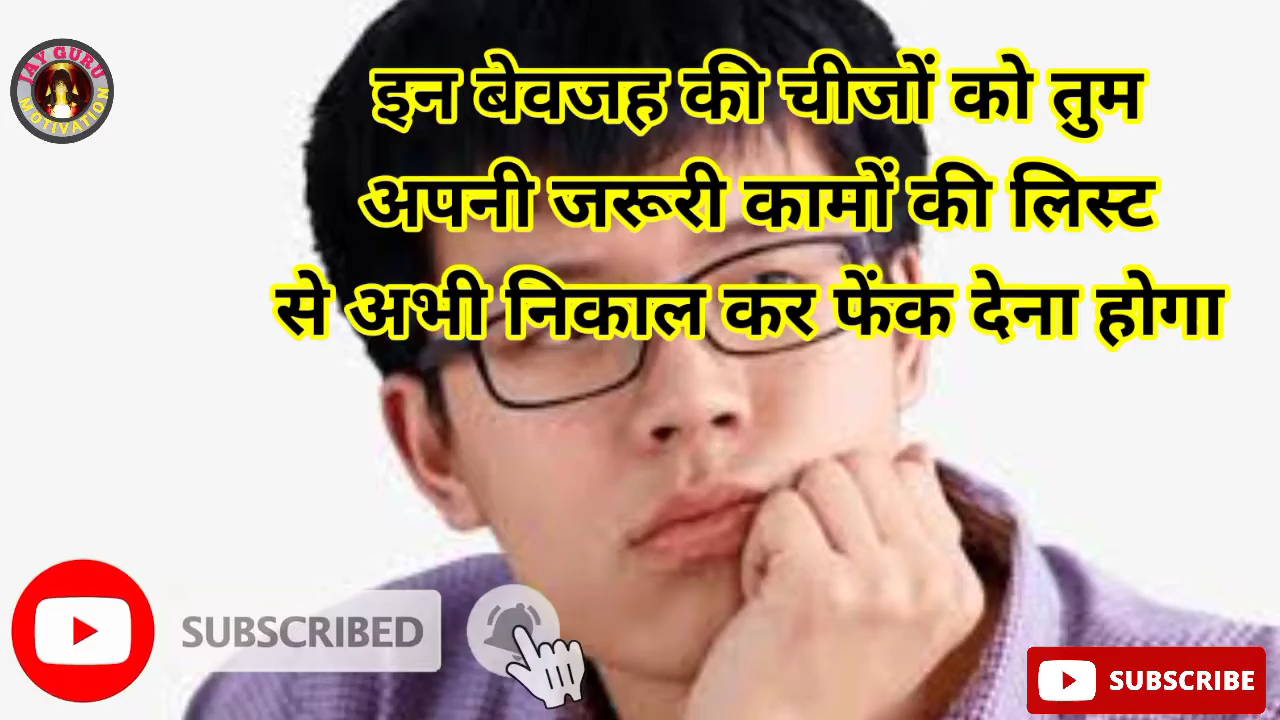 JAY GURU
MOTIVATION
इन बेवजह की चीजों को तुम
अपनी जरूरी कामों की लिस्ट
से अभी निकाल कर फेंक देना होगा
SUBSCRIBED
SUBSCRIBE